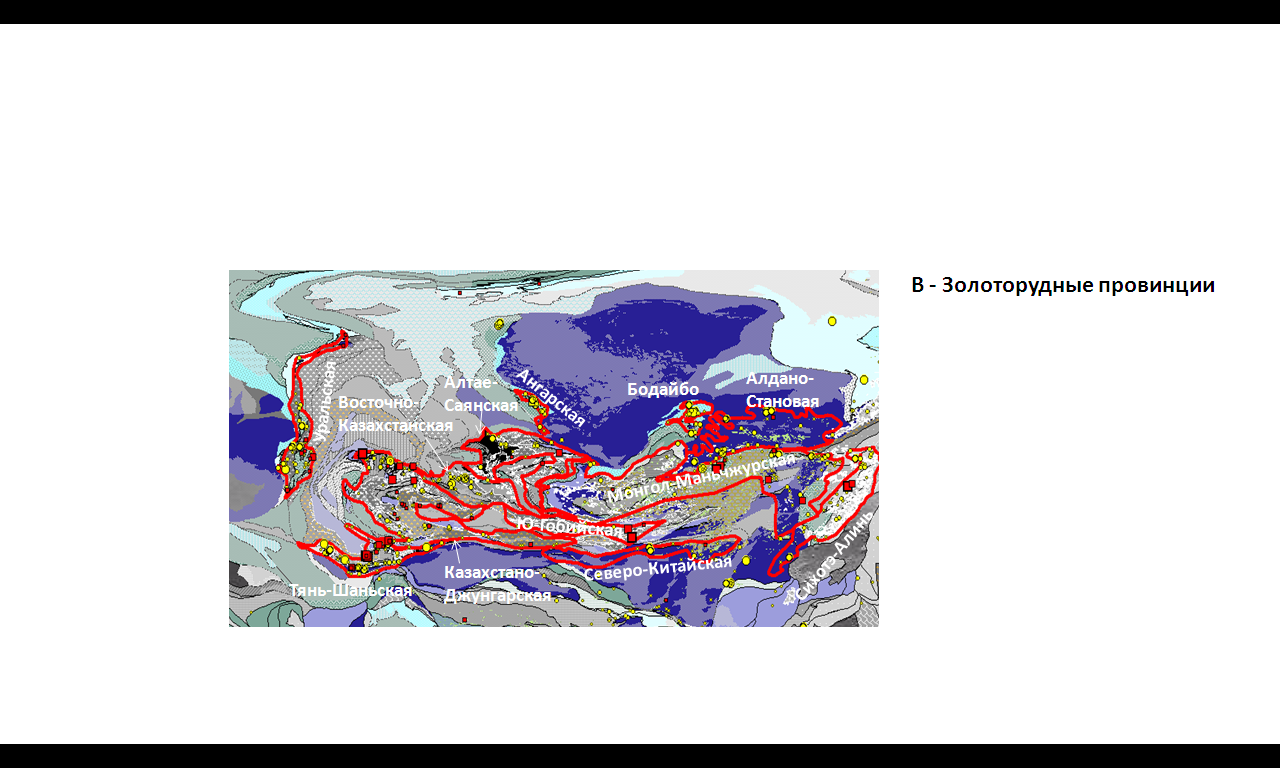 В - Золоторудные провинции
Уральская
Восточно-
Казахстанская
Алтае-
Саянская
Ангарская
Бодайбо
Алдано-
Становая
Монгол-Маньчжурская
Ю-Гобийская
Северо-Китайская
Казахстано-
Джунгарская
Тянь-Шаньская
Сихотэ-Алинь